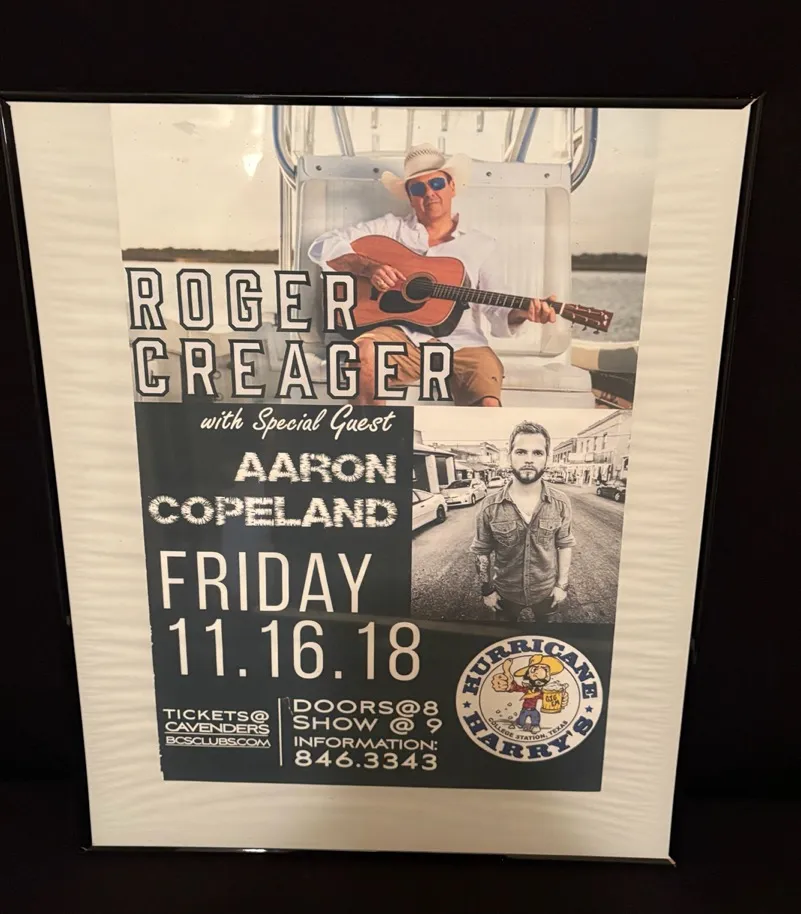 ROGER
CREAGER
with Special Guest
AARON
COPELAND
FRIDAY
11.16.18
TICKETS@
CAVENDERS
BCSCLUBS.COM
DOORS@8
SHOW @ 9
INFORMATION:
846.3343
HURRICANE
COLLEGE STATION, TEXAS
HARRY'S